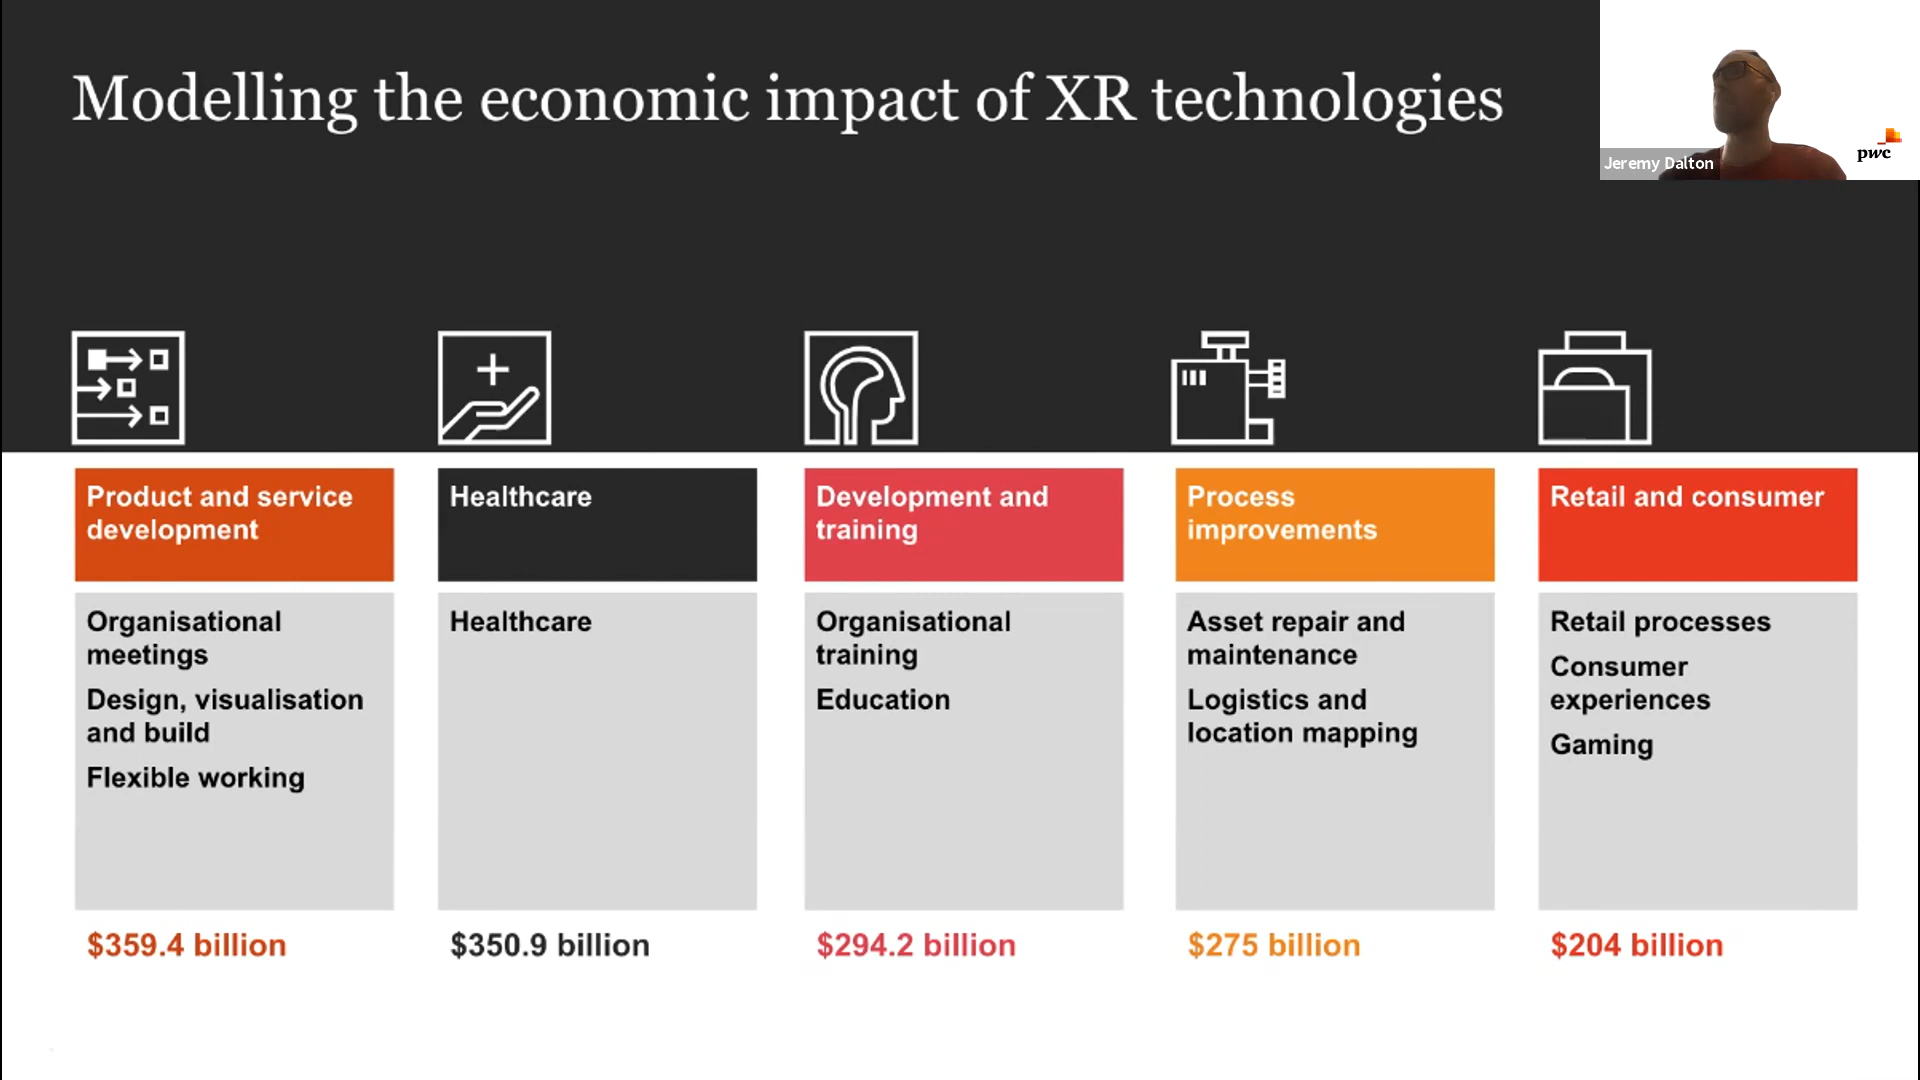 Modelling the economic impact of XR technologies
Jeremy Dalton
pwc
Product and service
development
Organisational
meetings
Design, visualisation
and build
Flexible working
$359.4 billion
Healthcare
Healthcare
$350.9 billion
Development and
training
Organisational
training
Education
$294.2 billion
Process
improvements
Asset repair and
maintenance
Logistics and
location mapping
$275 billion
Retail and consumer
Retail processes
Consumer
experiences
Gaming
$204 billion